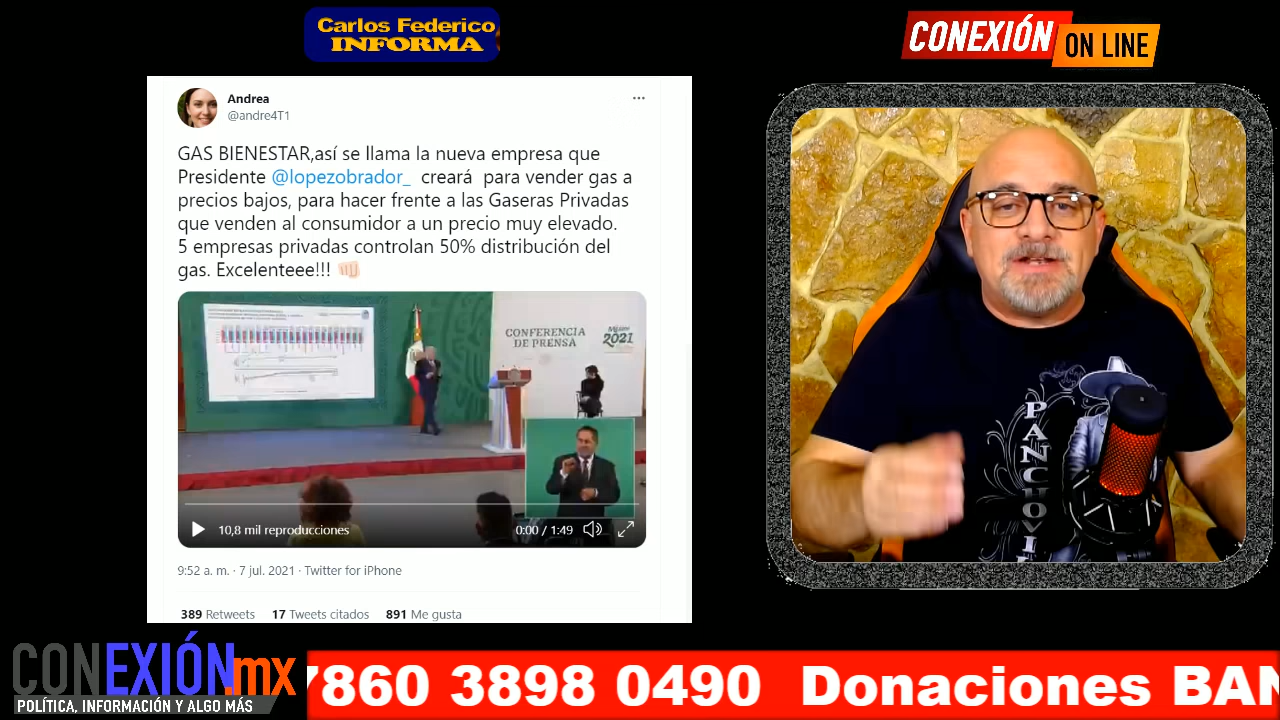 Carlos Federico
INFORMA
CONEXIÓN
ON LINE
Andrea
@andre4T1
GAS BIENESTAR,así se llama la nueva empresa que
Presidente @lopezobrador_ creará para vender gas a
precios bajos, para hacer frente a las Gaseras Privadas
que venden al consumidor a un precio muy elevado.
5 empresas privadas controlan 50% distribución del
gas. Excelenteee!!! 👊🏻
CONFERENCIA
DE PRENSA
México
2021
10,8 mil reproducciones
0:00 / 1:49
9:52 a. m. · 7 jul. 2021 · Twitter for iPhone
389 Retweets 17 Tweets citados 891 Me gusta
PANCHO VI
CONEXIÓN.mx
POLÍTICA, INFORMACIÓN Y ALGO MÁS
7860 3898 0490 Donaciones BAN